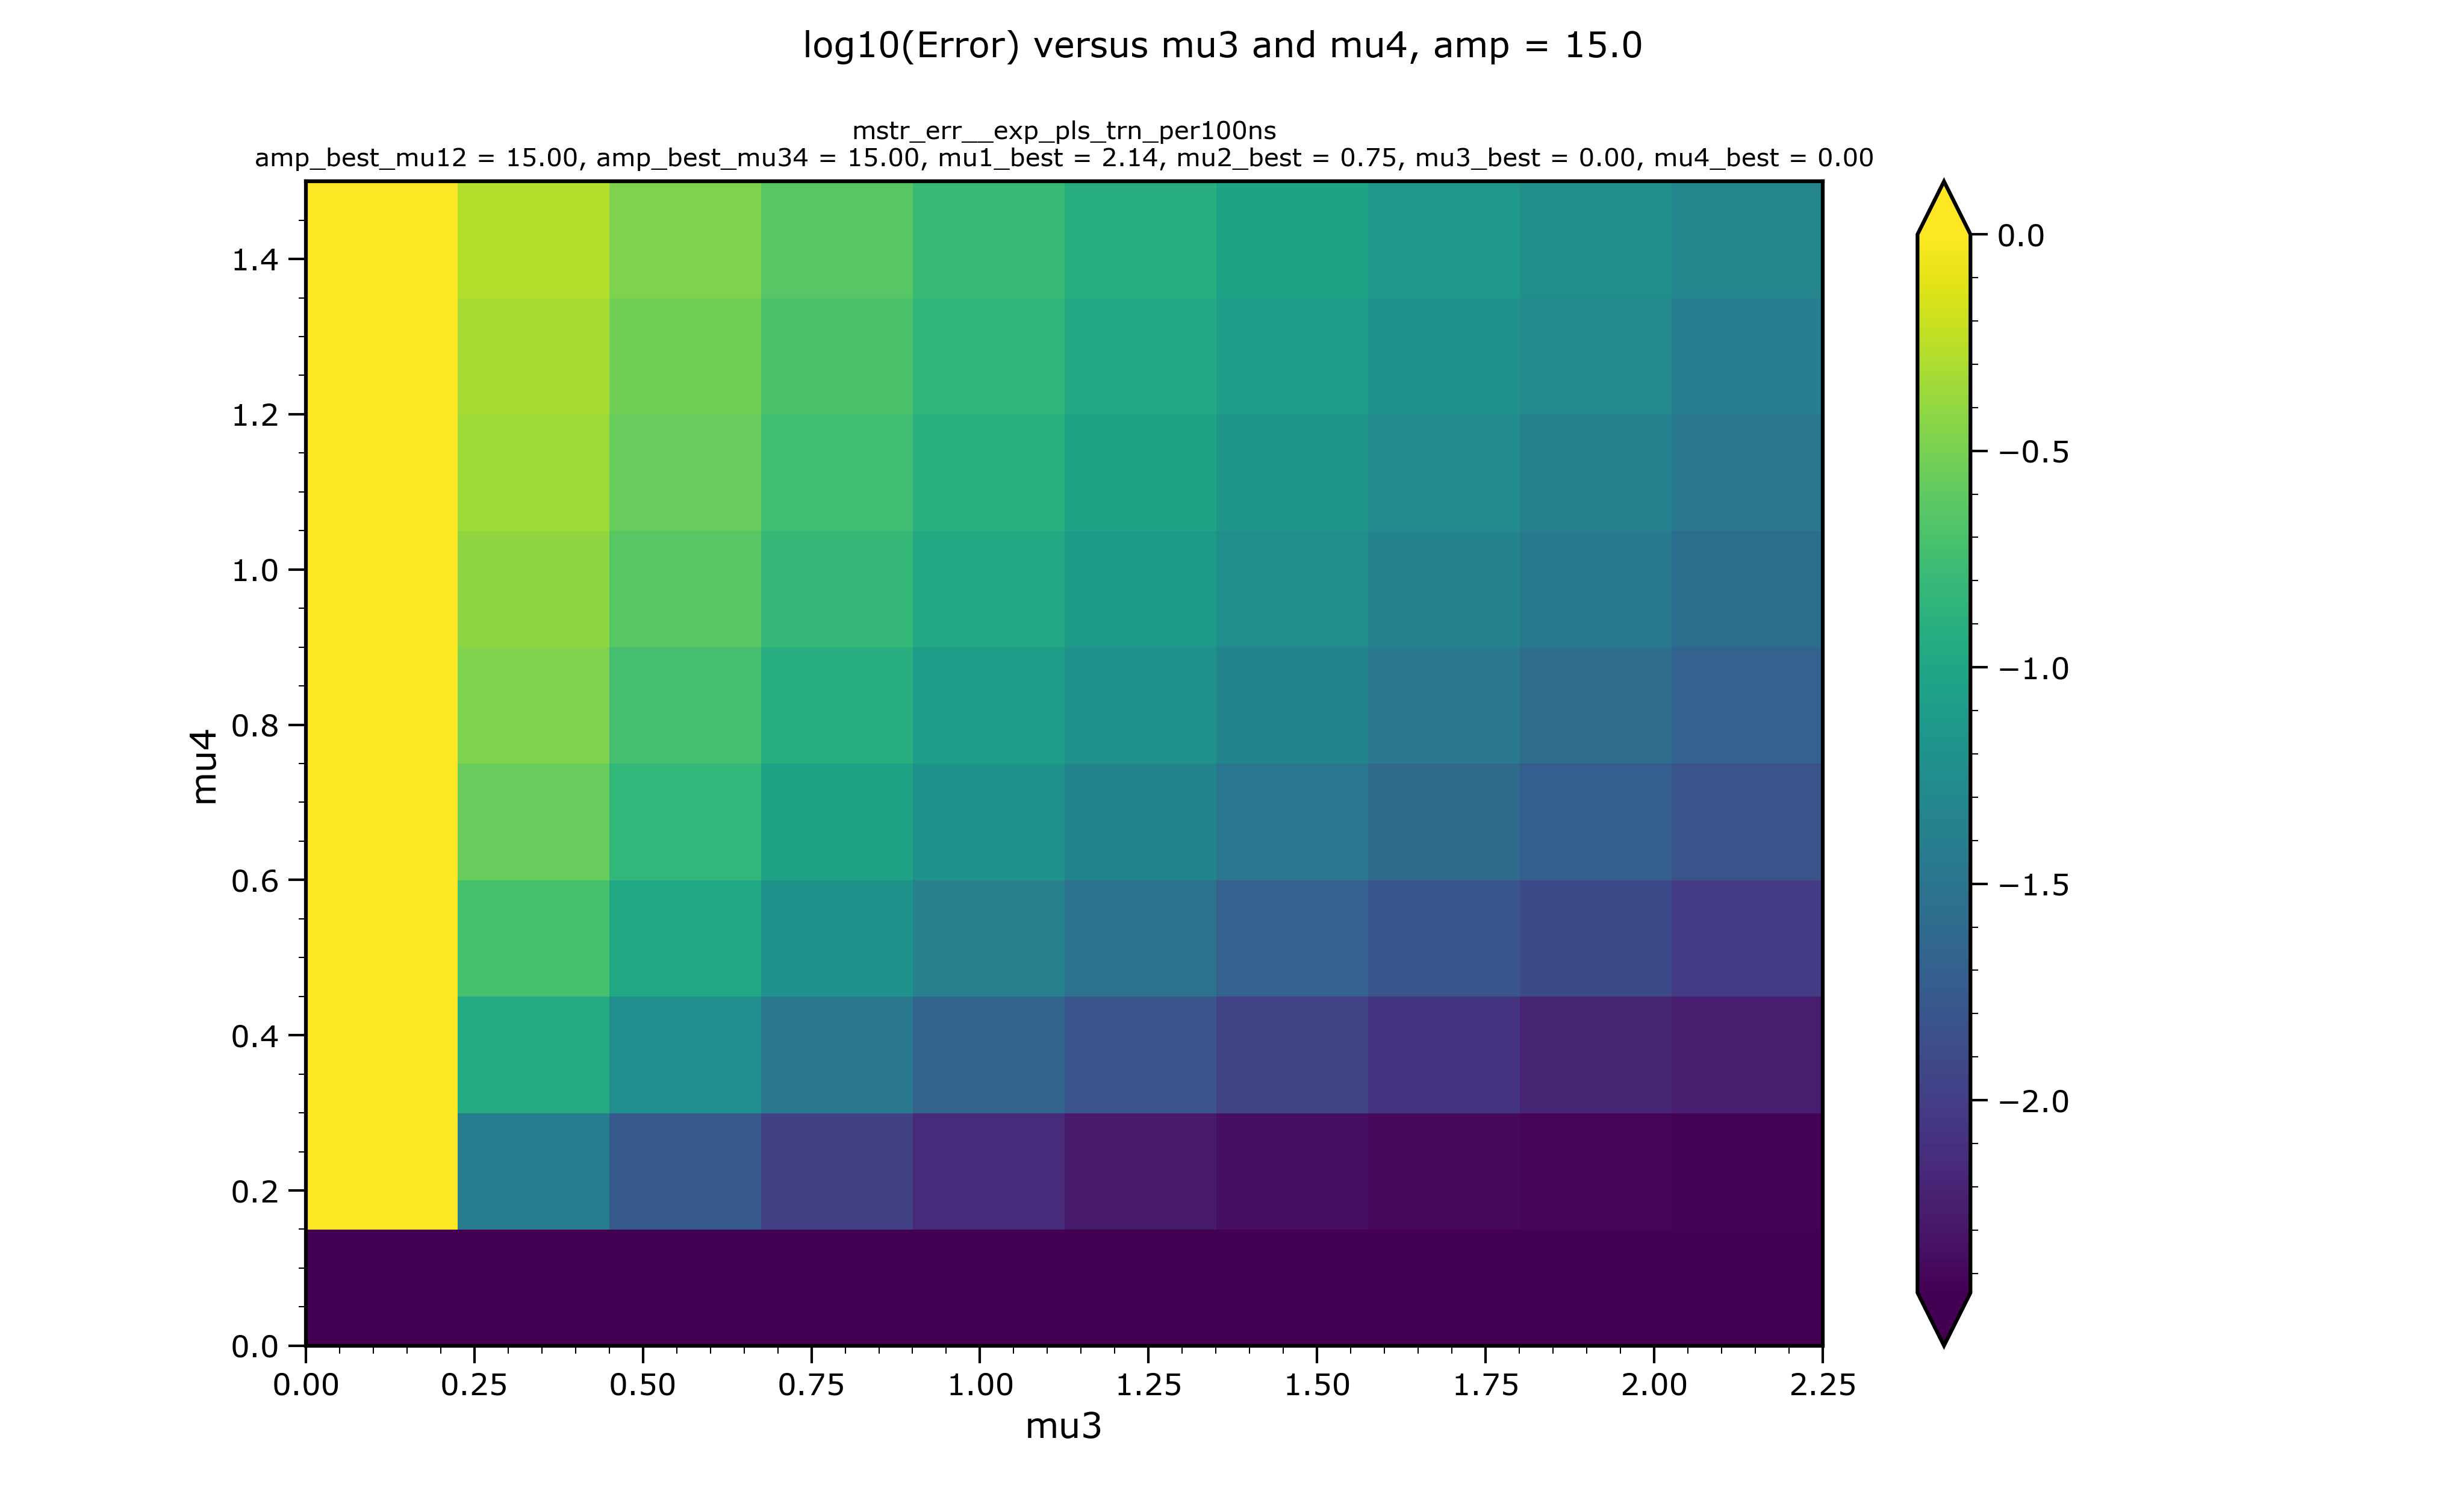 log10(Error) versus mu3 and mu4, amp = 15.0
mstr_err__exp_pls_trn_per100ns
amp_best_mu12 = 15.00, amp_best_mu34 = 15.00, mu1_best = 2.14, mu2_best = 0.75, mu3_best = 0.00, mu4_best = 0.00
mu4
1.4
1.2
1.0
0.8
0.6
0.4
0.2
0.0
0.00 0.25 0.50 0.75 1.00 1.25 1.50 1.75 2.00 2.25
mu3
0.0
−0.5
−1.0
−1.5
−2.0